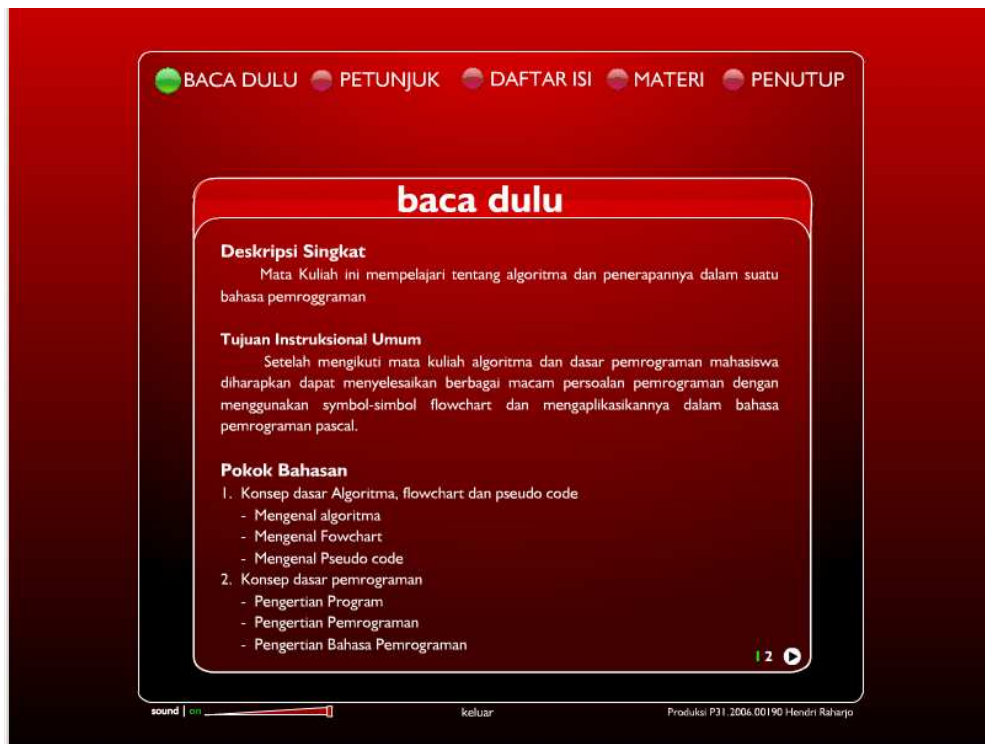 BACA DULU PETUNJUK DAFTAR ISI MATERI PENUTUP
baca dulu
Deskripsi Singkat
Mata Kuliah ini mempelajari tentang algoritma dan penerapannya dalam suatu
bahasa pemroggraman
Tujuan Instruksional Umum
Setelah mengikuti mata kuliah algoritma dan dasar pemrograman mahasiswa
diharapkan dapat menyelesaikan berbagai macam persoalan pemrograman dengan
menggunakan symbol-simbol flowchart dan mengaplikasikannya dalam bahasa
pemrograman pascal.
Pokok Bahasan
1. Konsep dasar Algoritma, flowchart dan pseudo code
- Mengenal algoritma
- Mengenal Fowchart
- Mengenal Pseudo code
2. Konsep dasar pemrograman
- Pengertian Program
- Pengertian Pemrograman
- Pengertian Bahasa Pemrograman
1 2
sound | on keluar Produksi P31.2006.00190 Hendri Raharjo